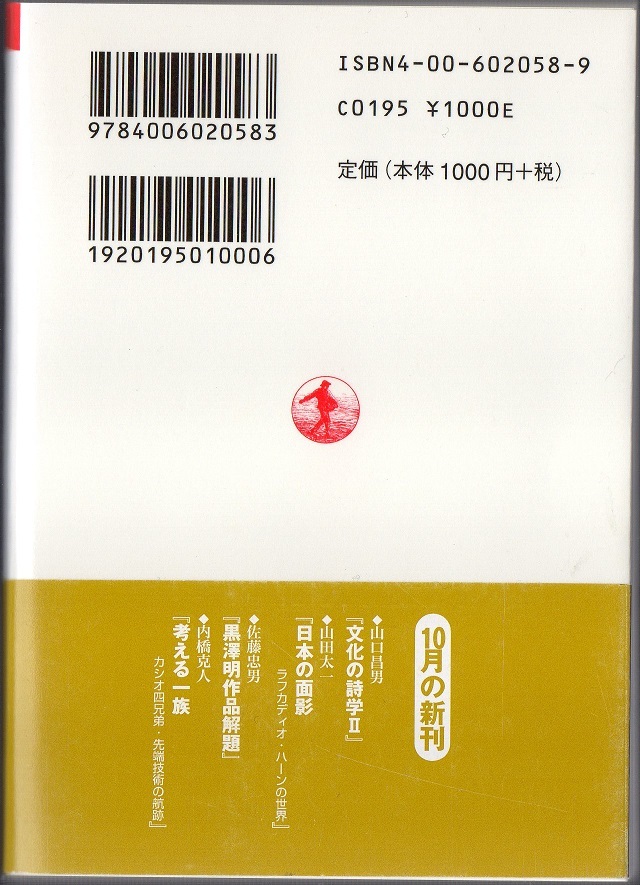 ISBN4-00-602058-9
C0195 ¥1000E
定価(本体1000円+税)
9784006020583
1920195010006
10月の新刊
◆山口昌男
『文化の詩学Ⅱ』
◆山田太一
『日本の面影
ラフカディオ・ハーンの世界』
◆佐藤忠男
『黒澤明作品解題』
◆内橋克人
『考える一族
カシオ四兄弟・先端技術の航跡』